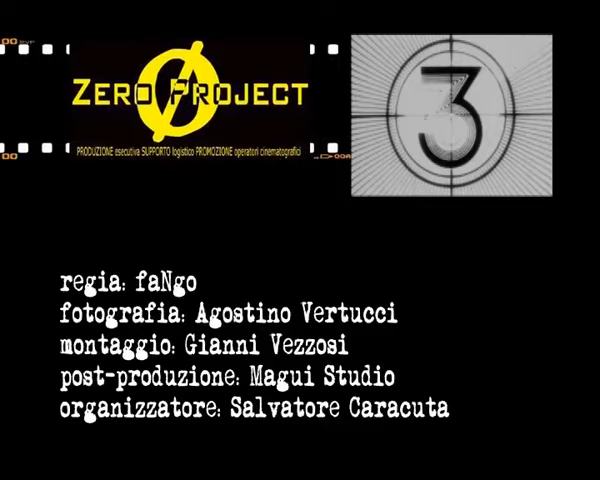 ZERO PROJECT
PRODUZIONE esecutiva SUPPORTO logistico PROMOZIONE operatori cinematografici
3
regia: faNgo
fotografia: Agostino Vertucci
montaggio: Gianni Vezzosi
post-produzione: Magui Studio
organizzatore: Salvatore Caracuta